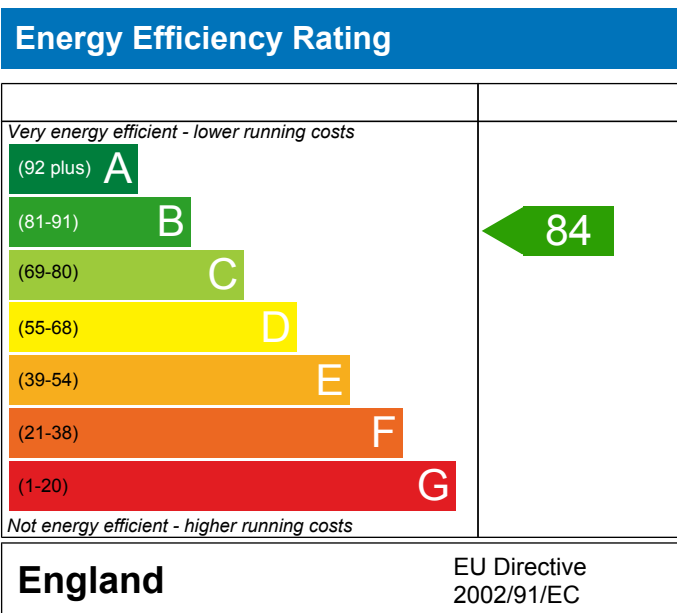 Energy Efficiency Rating
Very energy efficient - lower running costs
(92 plus) A
(81-91) B
84
(69-80) C
(55-68) D
(39-54) E
(21-38) F
(1-20) G
Not energy efficient - higher running costs
England
EU Directive
2002/91/EC